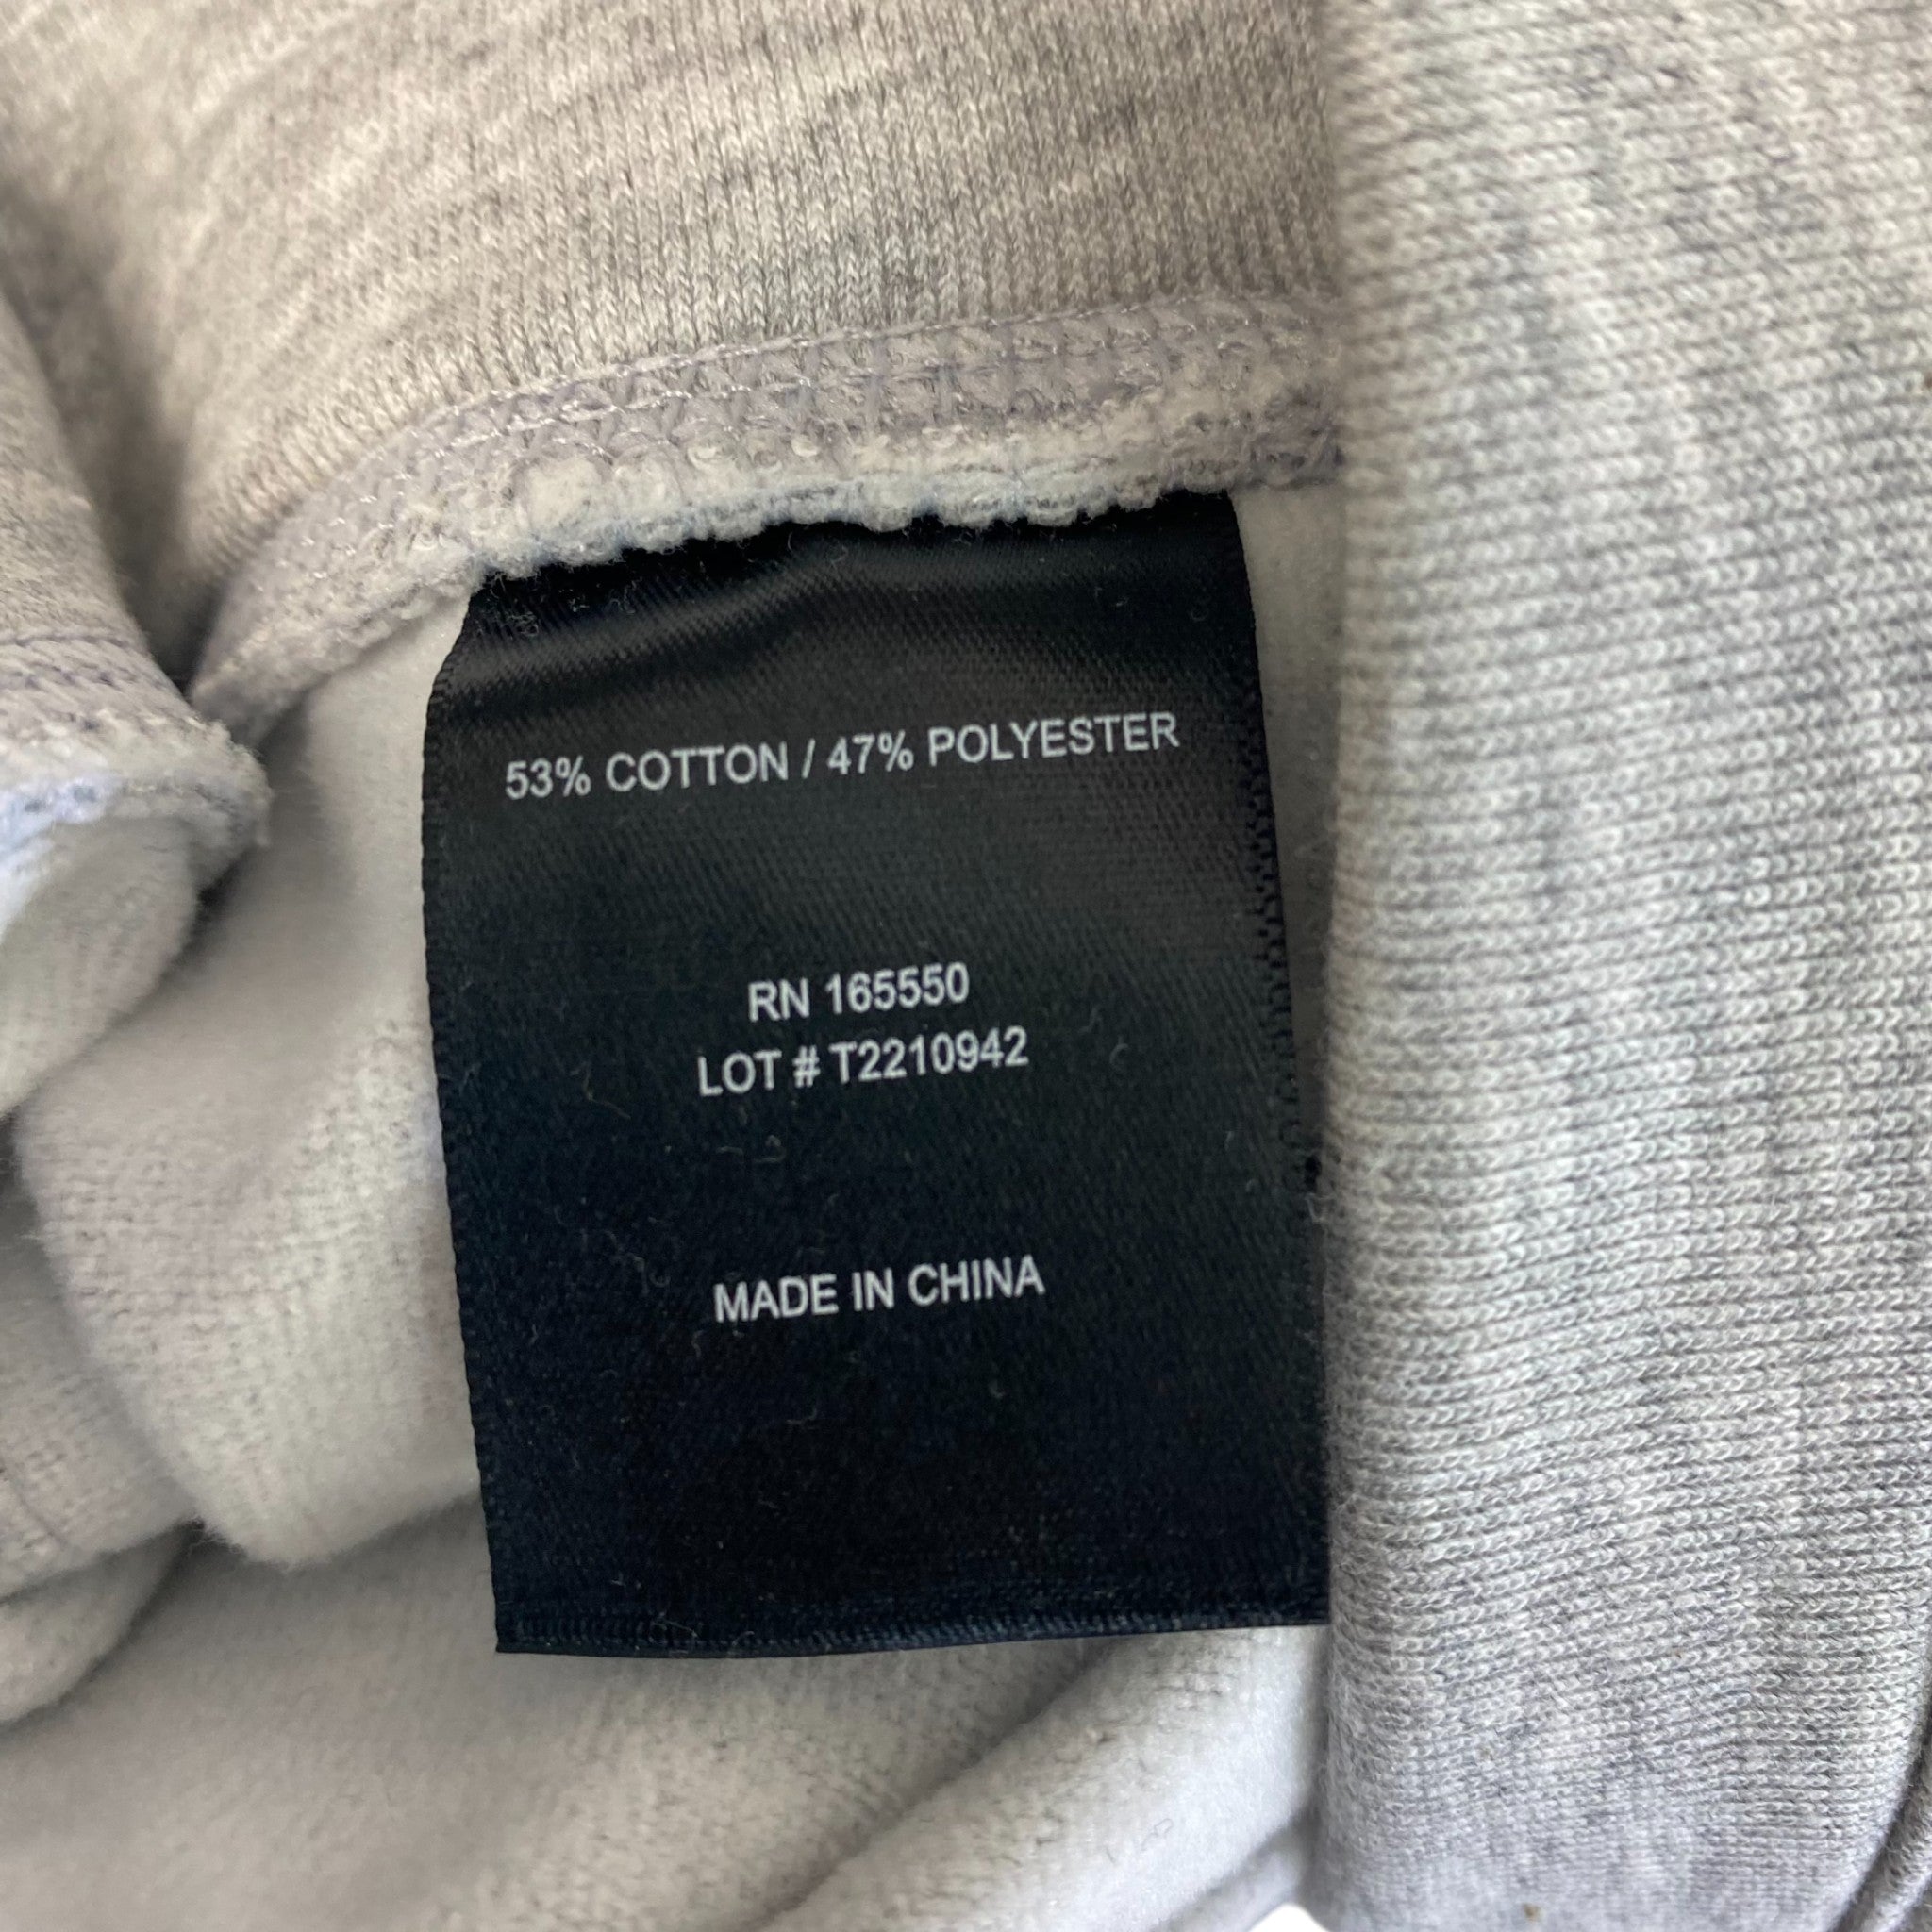 53% COTTON / 47% POLYESTER
RN 165550
LOT # T2210942
MADE IN CHINA